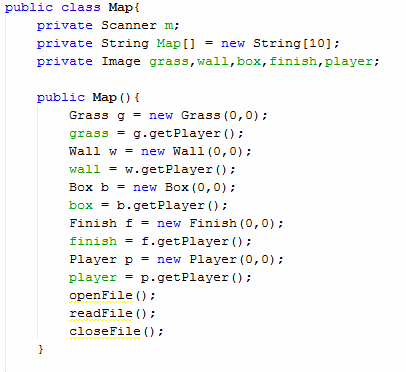 public class Map{
    private Scanner m;
    private String Map[] = new String[10];
    private Image grass,wall,box,finish,player;

    public Map(){
        Grass g = new Grass(0,0);
        grass = g.getPlayer();
        Wall w = new Wall(0,0);
        wall = w.getPlayer();
        Box b = new Box(0,0);
        box = b.getPlayer();
        Finish f = new Finish(0,0);
        finish = f.getPlayer();
        Player p = new Player(0,0);
        player = p.getPlayer();
        openFile();
        readFile();
        closeFile();
    }